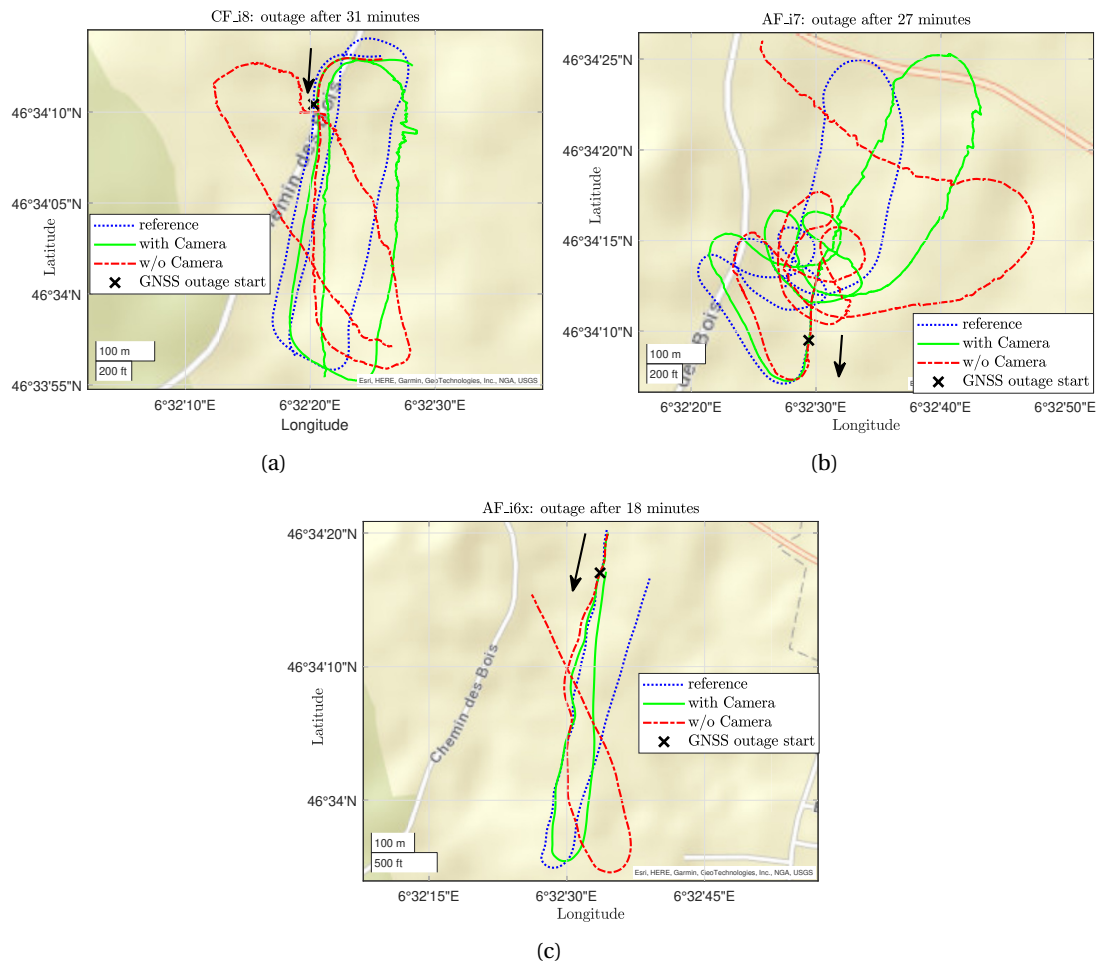 CF_i8: outage after 31 minutes
46°34'10"N
46°34'05"N
46°34'N
46°33'55"N
Latitude
Chemin des Bois
reference
with Camera
w/o Camera
GNSS outage start
100 m
200 ft
Esri, HERE, Garmin, GeoTechnologies, Inc., NGA, USGS
6°32'10"E
6°32'20"E
6°32'30"E
Longitude
(a)
AF_i7: outage after 27 minutes
46°34'25"N
46°34'20"N
46°34'15"N
46°34'10"N
Latitude
des Bois
reference
with Camera
w/o Camera
GNSS outage start
100 m
200 ft
6°32'20"E
6°32'30"E
6°32'40"E
6°32'50"E
Longitude
(b)
AF_i6x: outage after 18 minutes
46°34'20"N
46°34'10"N
46°34'N
Latitude
Chemin des Bois
reference
with Camera
w/o Camera
GNSS outage start
100 m
500 ft
Esri, HERE, Garmin, GeoTechnologies, Inc., NGA, USGS
6°32'15"E
6°32'30"E
6°32'45"E
Longitude
(c)